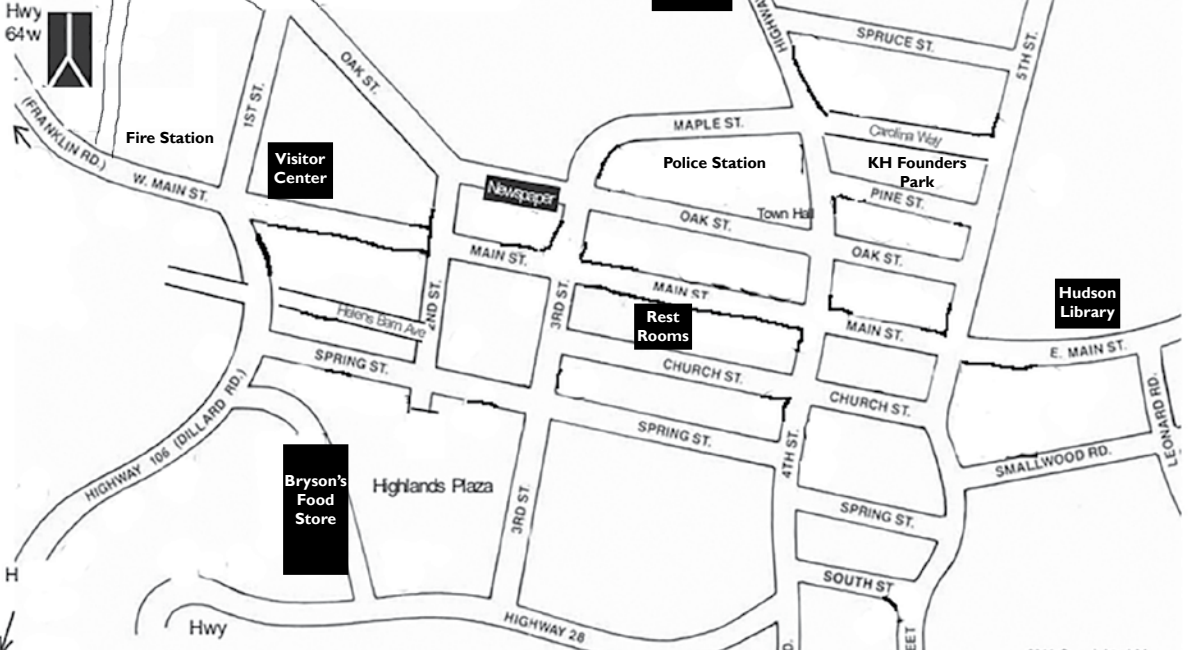 Hwy
64w
(FRANKLIN RD.)
Fire Station
1ST ST.
OAK ST.
Visitor
Center
W. MAIN ST.
Newspaper
MAPLE ST.
Police Station
Town Hall
HIGHWAY
SPRUCE ST.
5TH ST.
Carolina Way
KH Founders
Park
PINE ST.
OAK ST.
OAK ST.
MAIN ST.
MAIN ST.
MAIN ST.
2ND ST.
3RD ST.
Rest
Rooms
Hudson
Library
E. MAIN ST.
Helens Barn Ave
SPRING ST.
CHURCH ST.
CHURCH ST.
SPRING ST.
4TH ST.
SMALLWOOD RD.
LEONARD RD.
HIGHWAY 106 (DILLARD RD.)
Bryson's
Food
Store
Highlands Plaza
3RD ST.
SPRING ST.
SOUTH ST
H
Hwy
HIGHWAY 28
D.
EET